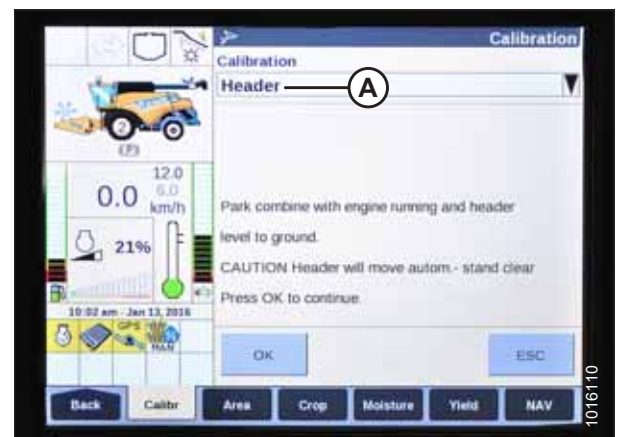 Calibration
Calibration
Header
A
2
(P)
12.0
6.0
0.0
km/h
21%
Park combine with engine running and header
level to ground.
CAUTION Header will move autom.- stand clear
Press OK to continue.
10:02 am - Jan 13, 2016
GPS
MAN
OK
ESC
Back
Calibr
Area
Crop
Moisture
Yield
NAV
1016110